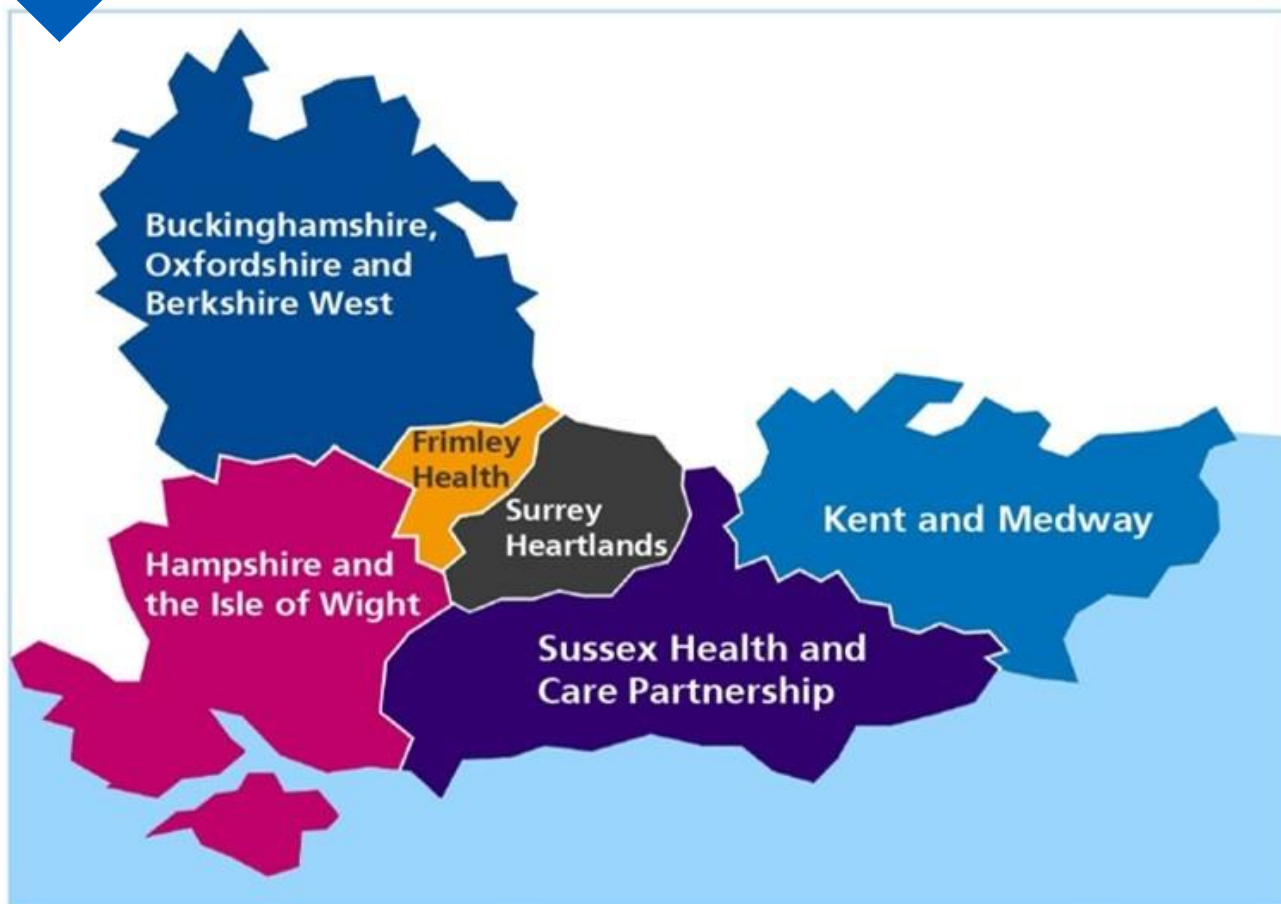 Buckinghamshire,
Oxfordshire and
Berkshire West
Frimley
Health
Surrey
Heartlands
Kent and Medway
Hampshire and
the Isle of Wight
Sussex Health and
Care Partnership